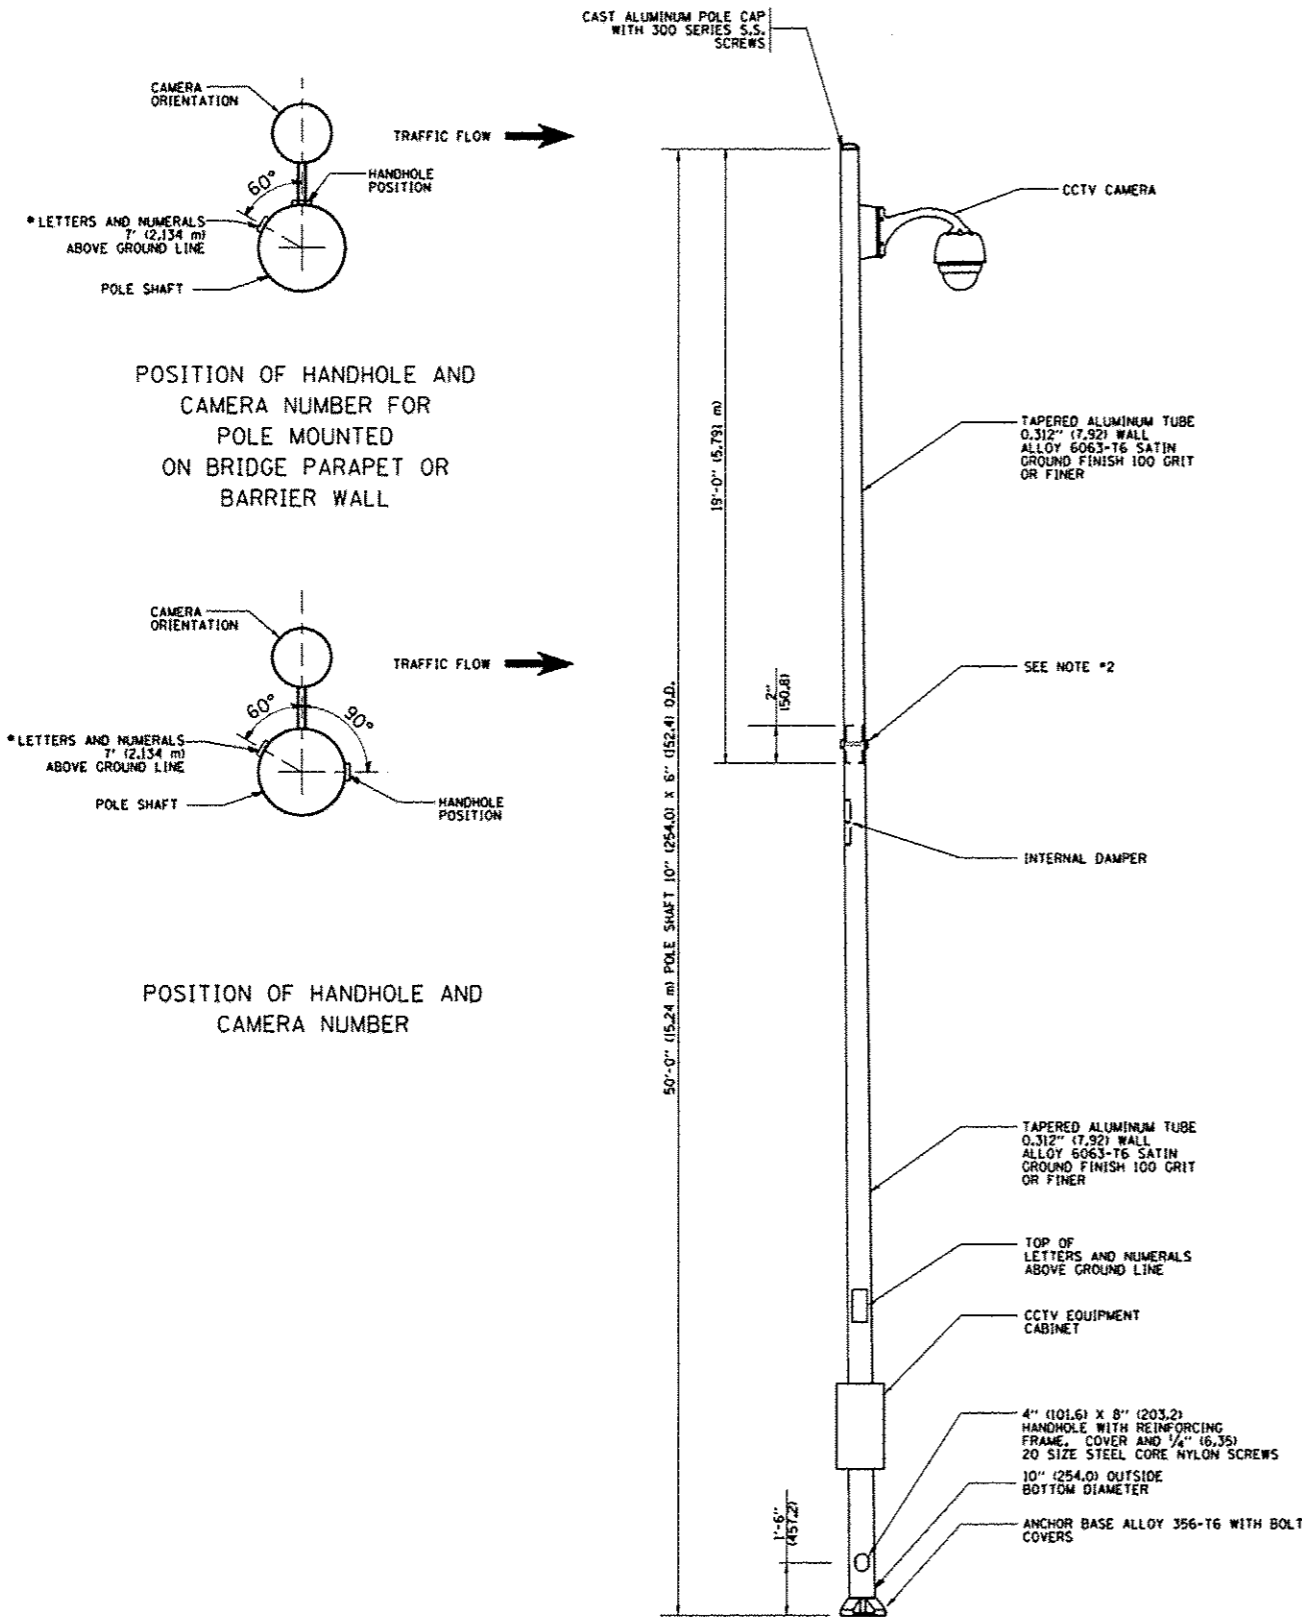 CAST ALUMINUM POLE CAP
WITH 300 SERIES S.S.
SCREWS
CAMERA
ORIENTATION
TRAFFIC FLOW
60°
HANDHOLE
POSITION
*LETTERS AND NUMERALS
7' (2.134 m)
ABOVE GROUND LINE
POLE SHAFT
POSITION OF HANDHOLE AND
CAMERA NUMBER FOR
POLE MOUNTED
ON BRIDGE PARAPET OR
BARRIER WALL
CAMERA
ORIENTATION
TRAFFIC FLOW
60°
90°
*LETTERS AND NUMERALS
7' (2.134 m)
ABOVE GROUND LINE
POLE SHAFT
HANDHOLE
POSITION
POSITION OF HANDHOLE AND
CAMERA NUMBER
50'-0" (15.24 m) POLE SHAFT 10" (254.0) X 6" (152.4) O.D.
19'-0" (5.791 m)
2"
(50.8)
1'-6"
(457.2)
CCTV CAMERA
TAPERED ALUMINUM TUBE
0.312" (7.92) WALL
ALLOY 6063-T6 SATIN
GROUND FINISH 100 GRIT
OR FINER
SEE NOTE *2
INTERNAL DAMPER
TAPERED ALUMINUM TUBE
0.312" (7.92) WALL
ALLOY 6063-T6 SATIN
GROUND FINISH 100 GRIT
OR FINER
TOP OF
LETTERS AND NUMERALS
ABOVE GROUND LINE
CCTV EQUIPMENT
CABINET
4" (101.6) X 8" (203.2)
HANDHOLE WITH REINFORCING
FRAME, COVER AND 1/4" (6.35)
20 SIZE STEEL CORE NYLON SCREWS
10" (254.0) OUTSIDE
BOTTOM DIAMETER
ANCHOR BASE ALLOY 356-T6 WITH BOLT
COVERS